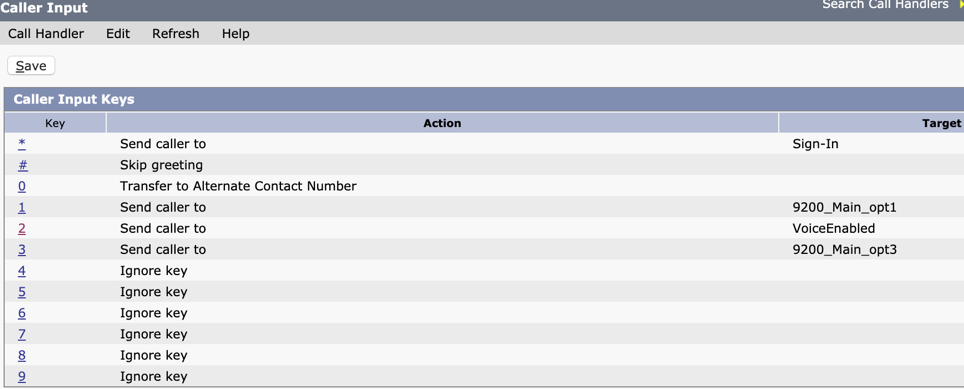 Caller Input Search Call Handlers
Call Handler Edit Refresh Help
Save
Caller Input Keys
Key Action Target
* Send caller to Sign-In
# Skip greeting
0 Transfer to Alternate Contact Number
1 Send caller to 9200_Main_opt1
2 Send caller to VoiceEnabled
3 Send caller to 9200_Main_opt3
4 Ignore key
5 Ignore key
6 Ignore key
7 Ignore key
8 Ignore key
9 Ignore key